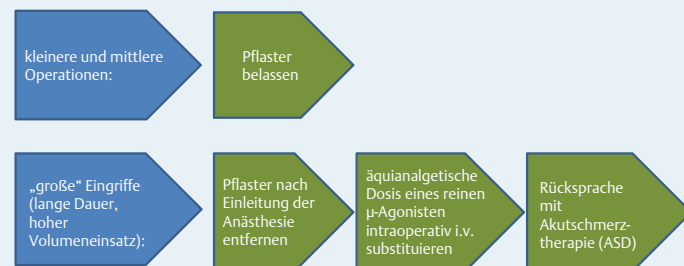 kleinere und mittlere
Operationen:
Pflaster
belassen
„große“ Eingriffe
(lange Dauer,
hoher
Volumeneinsatz):
Pflaster nach
Einleitung der
Anästhesie
entfernen
äquianalgetische
Dosis eines reinen
µ-Agonisten
intraoperativ i.v.
substituieren
Rücksprache
mit
Akutschmerz-
therapie (ASD)